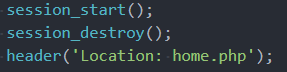 session_start();
session_destroy();
header('Location: home.php');